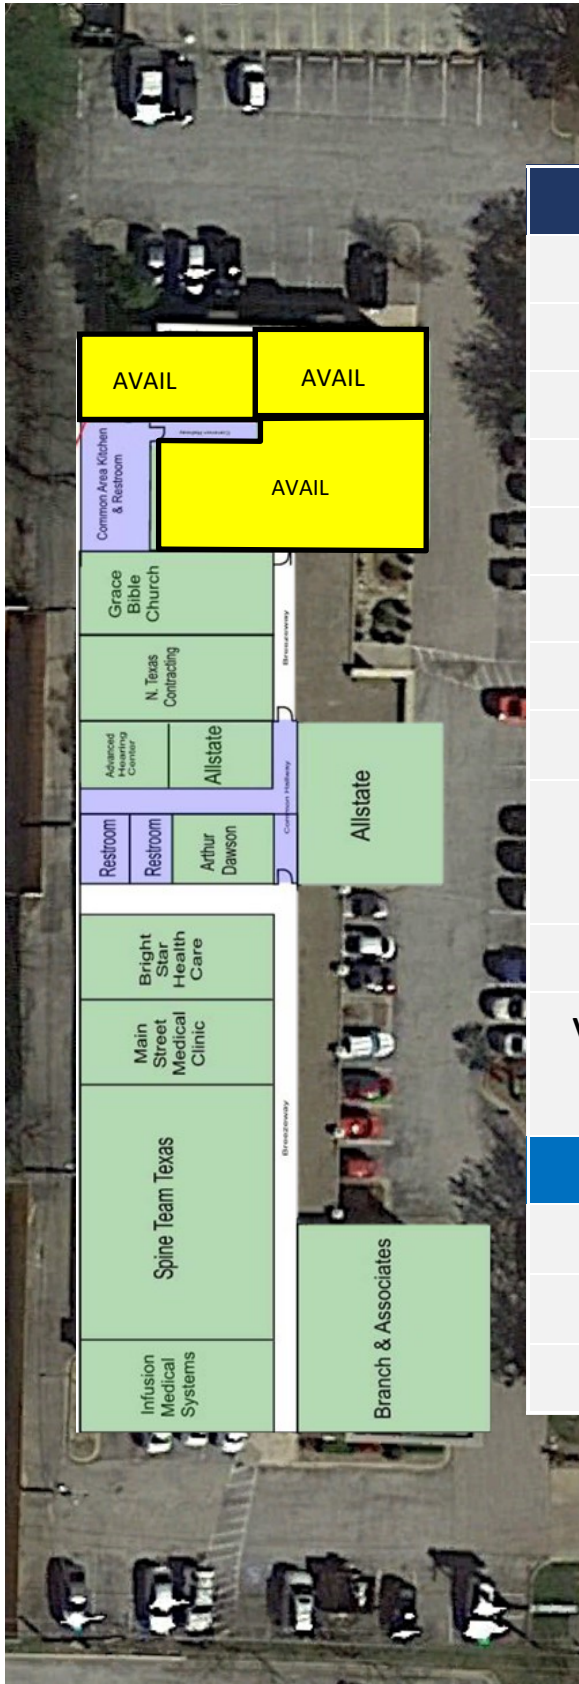 AVAIL
AVAIL
Common Hallway
Common Area Kitchen
& Restroom
AVAIL
Grace
Bible
Church
Breezeway
N. Texas
Contracting
Advanced
Hearing
Center
Allstate
Common Hallway
Allstate
Restroom
Restroom
Arthur
Dawson
Bright
Star
Health
Care
Main
Street
Medical
Clinic
Breezeway
Spine Team Texas
Branch & Associates
Infusion
Medical
Systems